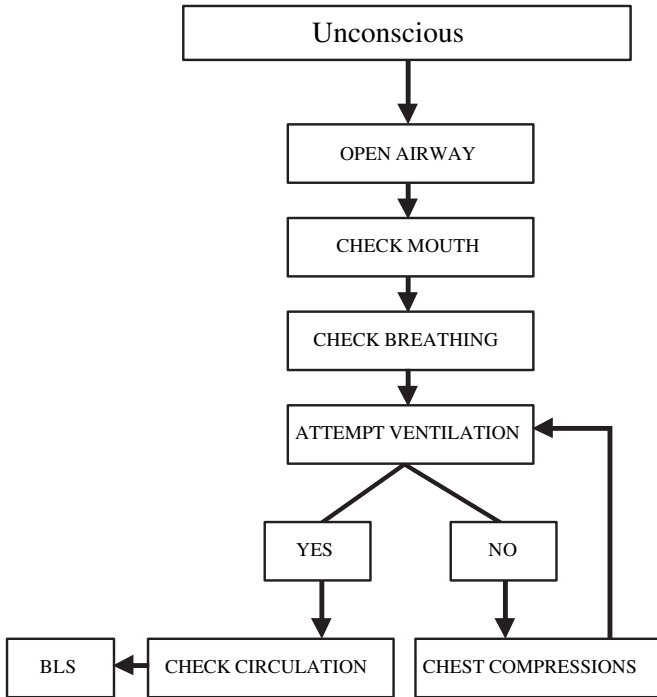 Unconscious
OPEN AIRWAY
CHECK MOUTH
CHECK BREATHING
ATTEMPT VENTILATION
YES
NO
BLS
CHECK CIRCULATION
CHEST COMPRESSIONS